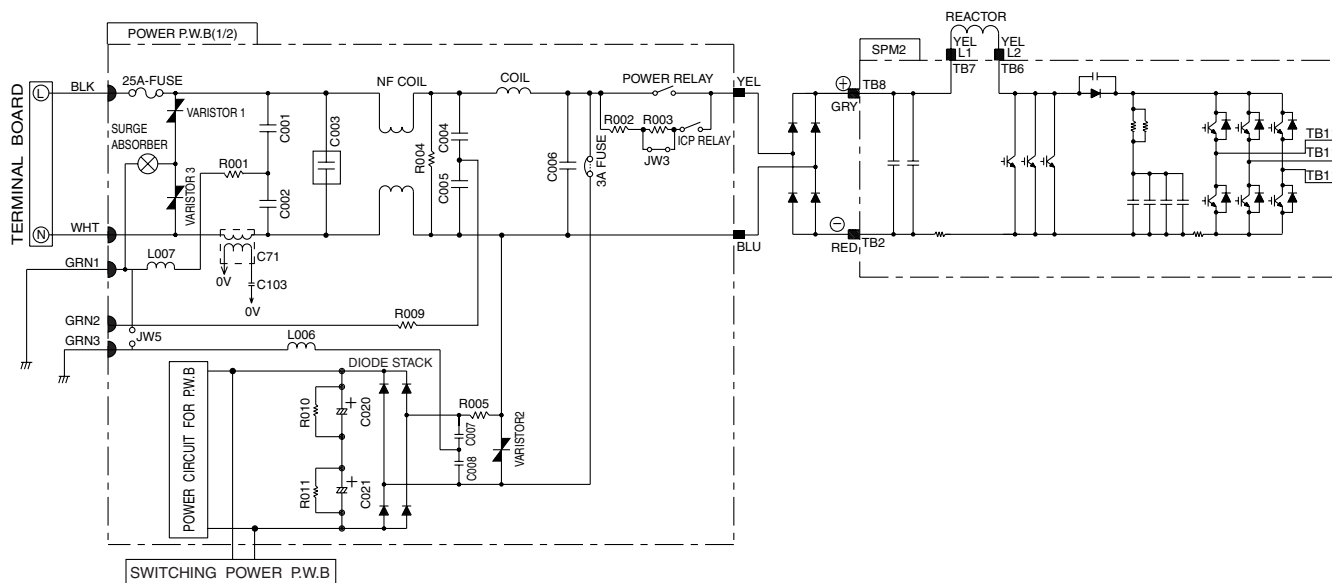 POWER P.W.B(1/2)
REACTOR
SPM2
YEL
L1
YEL
L2
TB7
TB6
TERMINAL BOARD
L
BLK
25A-FUSE
NF COIL
COIL
POWER RELAY
YEL
+
TB8
GRY
VARISTOR 1
SURGE
ABSORBER
R001
C001
C003
R004
C004
C006
R002
R003
ICP RELAY
JW3
3A FUSE
TB1
TB1
TB1
VARISTOR 3
C002
C005
N
WHT
BLU
−
RED
TB2
GRN1
L007
C71
0V
C103
0V
GRN2
R009
JW5
GRN3
L006
DIODE STACK
POWER CIRCUIT FOR P.W.B
R010
+
C020
R005
C007
VARISTOR2
C008
R011
+
C021
SWITCHING POWER P.W.B